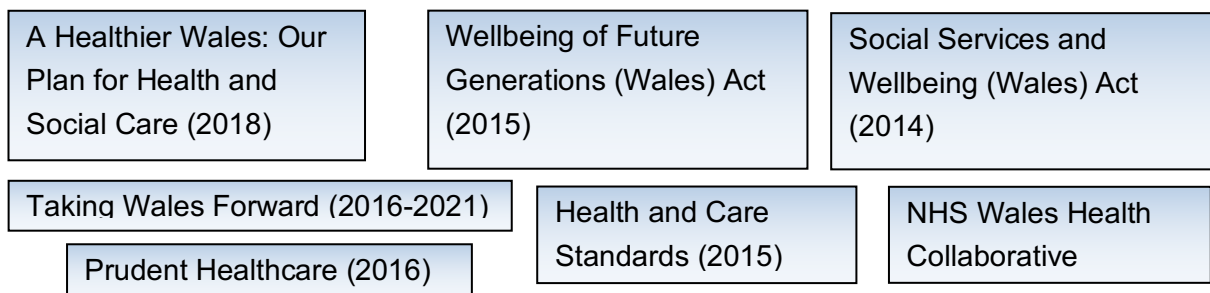 A Healthier Wales: Our
Plan for Health and
Social Care (2018)
Wellbeing of Future
Generations (Wales) Act
(2015)
Social Services and
Wellbeing (Wales) Act
(2014)
Taking Wales Forward (2016-2021)
Prudent Healthcare (2016)
Health and Care
Standards (2015)
NHS Wales Health
Collaborative